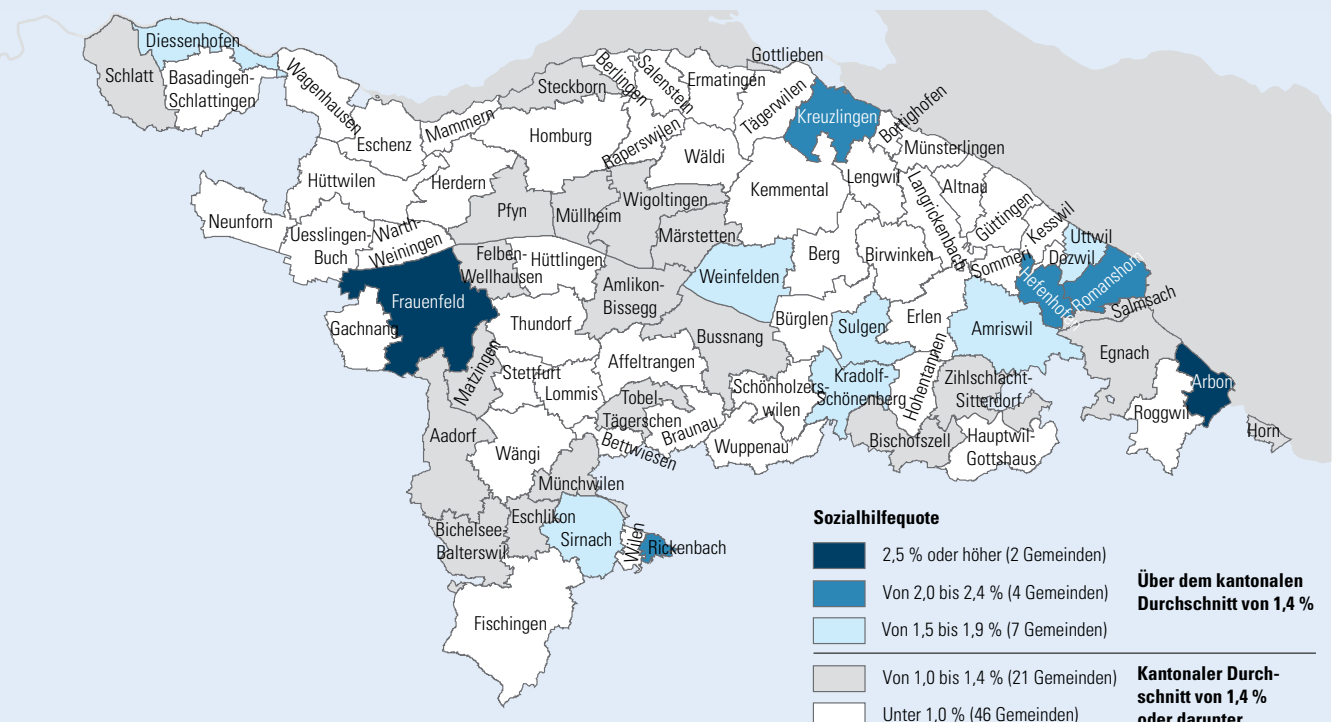 Diessenhofen
Schlatt
Basadingen-
Schlattingen
Wagenhausen
Eschenz
Mammern
Steckborn
Berlingen
Salenstein
Ermatingen
Gottlieben
Tägerwilen
Kreuzlingen
Bottighofen
Münsterlingen
Homburg
Raperswilen
Wäldi
Kemmental
Lengwil
Langrickenbach
Altnau
Güttingen
Kesswil
Uttwil
Dozwil
Sommeri
Hefenhofen
Romanshorn
Salmsach
Hüttwilen
Herdern
Neunforn
Uesslingen-
Buch
Warth-
Weiningen
Pfyn
Müllheim
Wigoltingen
Märstetten
Felben-
Wellhausen
Hüttlingen
Amlikon-
Bissegg
Weinfelden
Berg
Birwinken
Frauenfeld
Gachnang
Thundorf
Bussnang
Bürglen
Sulgen
Erlen
Amriswil
Egnach
Arbon
Roggwil
Horn
Matzingen
Stettfurt
Lommis
Affeltrangen
Schönholzers-
wilen
Kradolf-
Schönenberg
Hohentannen
Zihlschlacht-
Sitterdorf
Tobel-
Tägerschen
Braunau
Bettwiesen
Wuppenau
Bischofszell
Hauptwil-
Gottshaus
Aadorf
Wängi
Münchwilen
Eschlikon
Bichelsee-
Balterswil
Sirnach
Wilen
Rickenbach
Fischingen
Sozialhilfequote
2,5 % oder höher (2 Gemeinden)
Von 2,0 bis 2,4 % (4 Gemeinden)
Von 1,5 bis 1,9 % (7 Gemeinden)
Über dem kantonalen
Durchschnitt von 1,4 %
Von 1,0 bis 1,4 % (21 Gemeinden)
Unter 1,0 % (46 Gemeinden)
Kantonaler Durch-
schnitt von 1,4 %
oder darunter